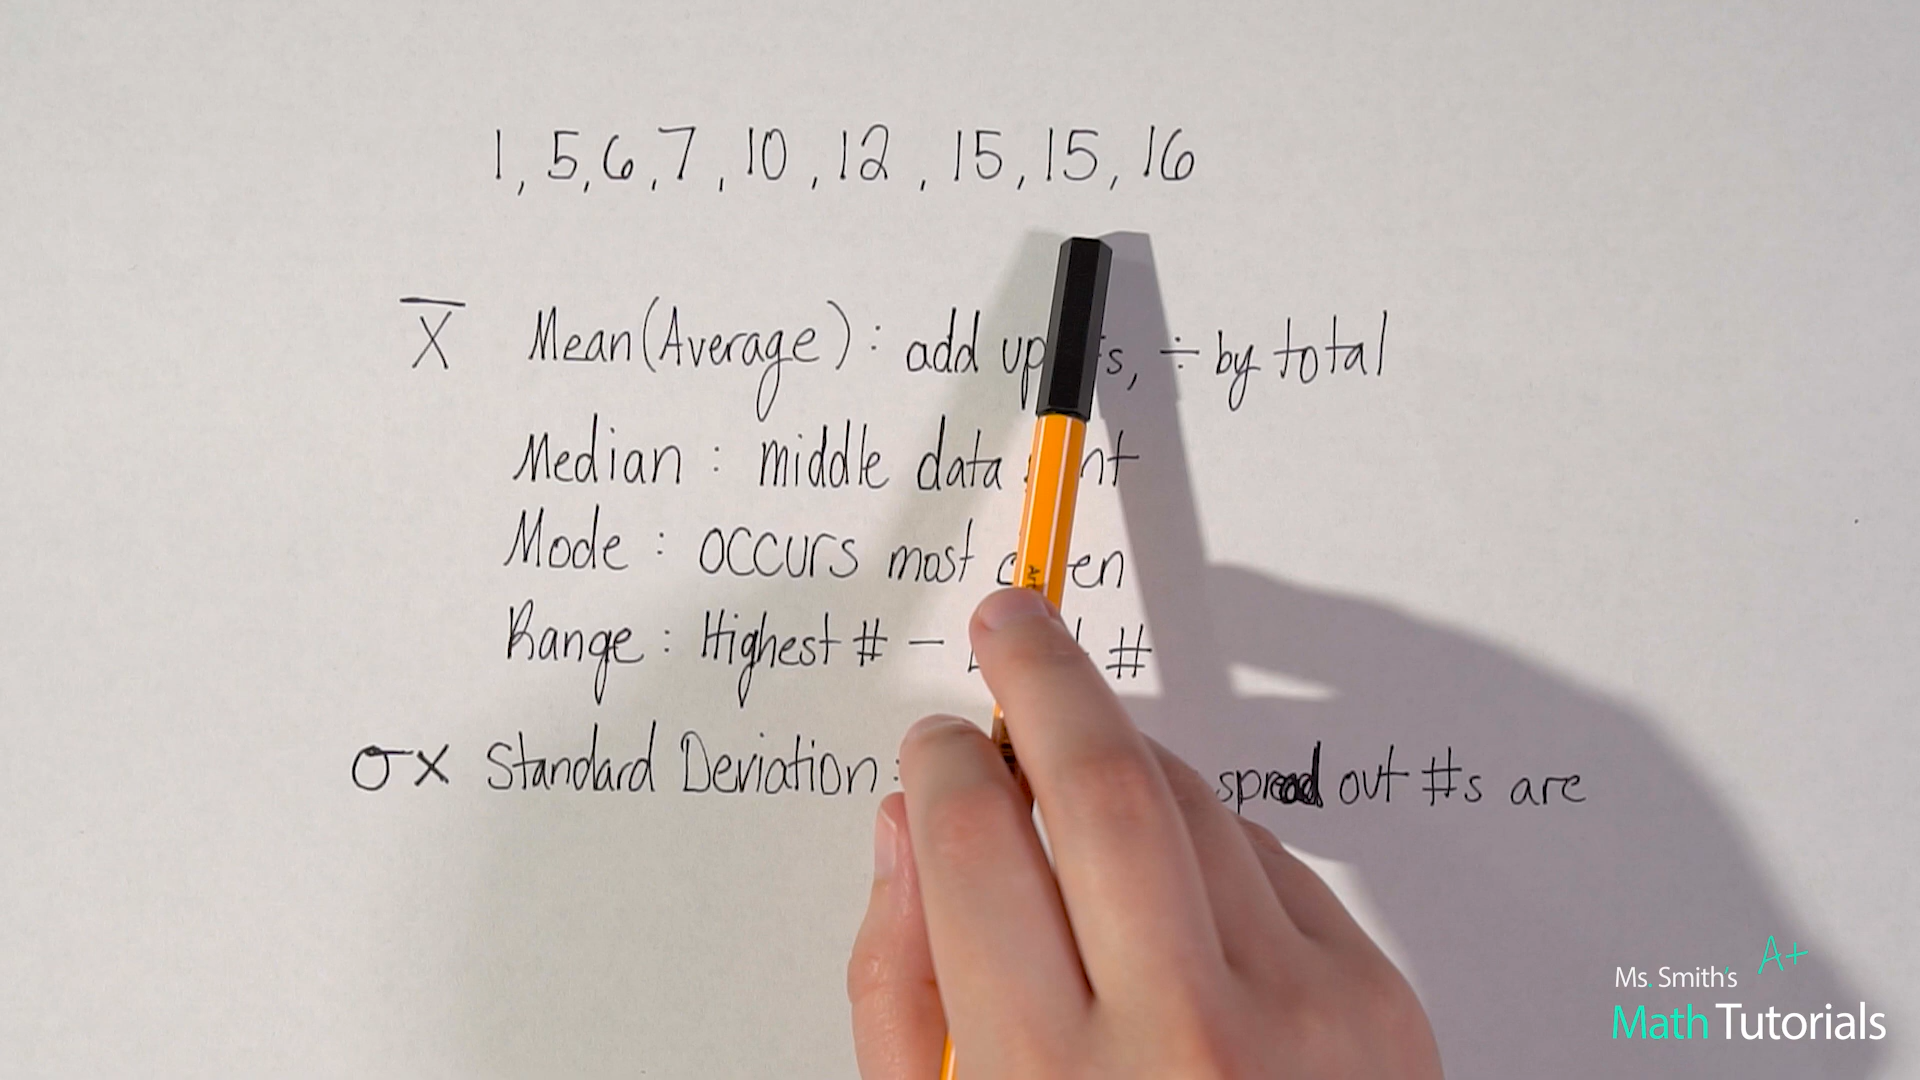 1, 5, 6, 7, 10, 12, 15, 15, 16
X Mean (Average): add up s, ÷ by total
Median: middle data
Mode: occurs most
Range: Highest # - #
σx Standard Deviation: spread out #s are
A+
Ms. Smith's
Math Tutorials